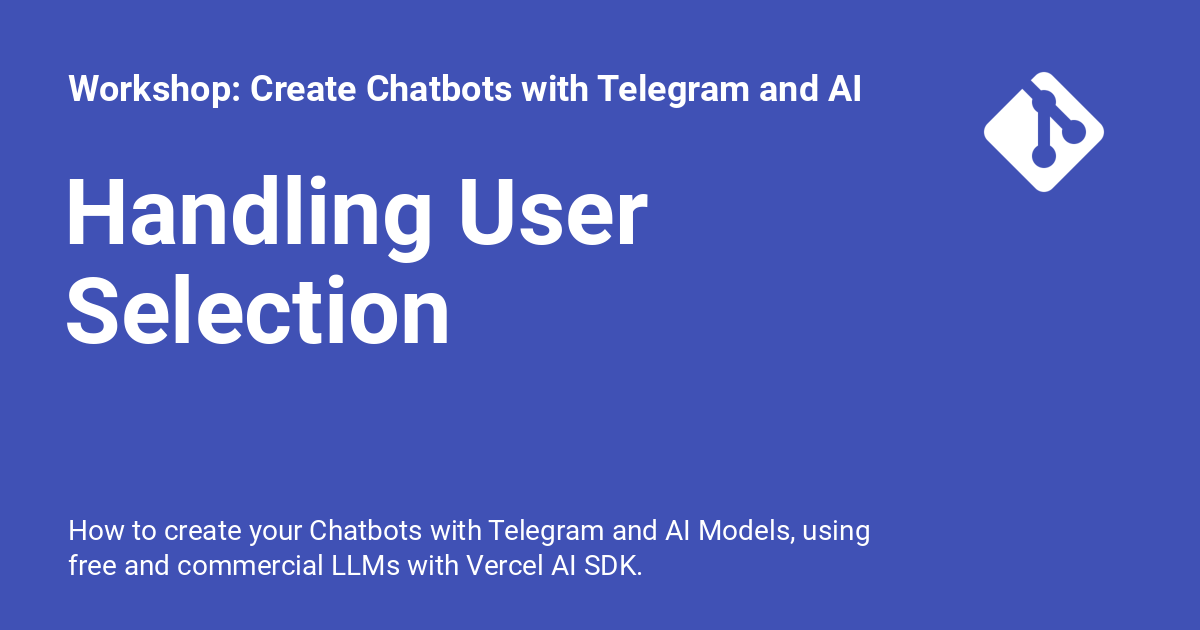 Workshop: Create Chatbots with Telegram and AI
Handling User
Selection
How to create your Chatbots with Telegram and AI Models, using
free and commercial LLMs with Vercel AI SDK.